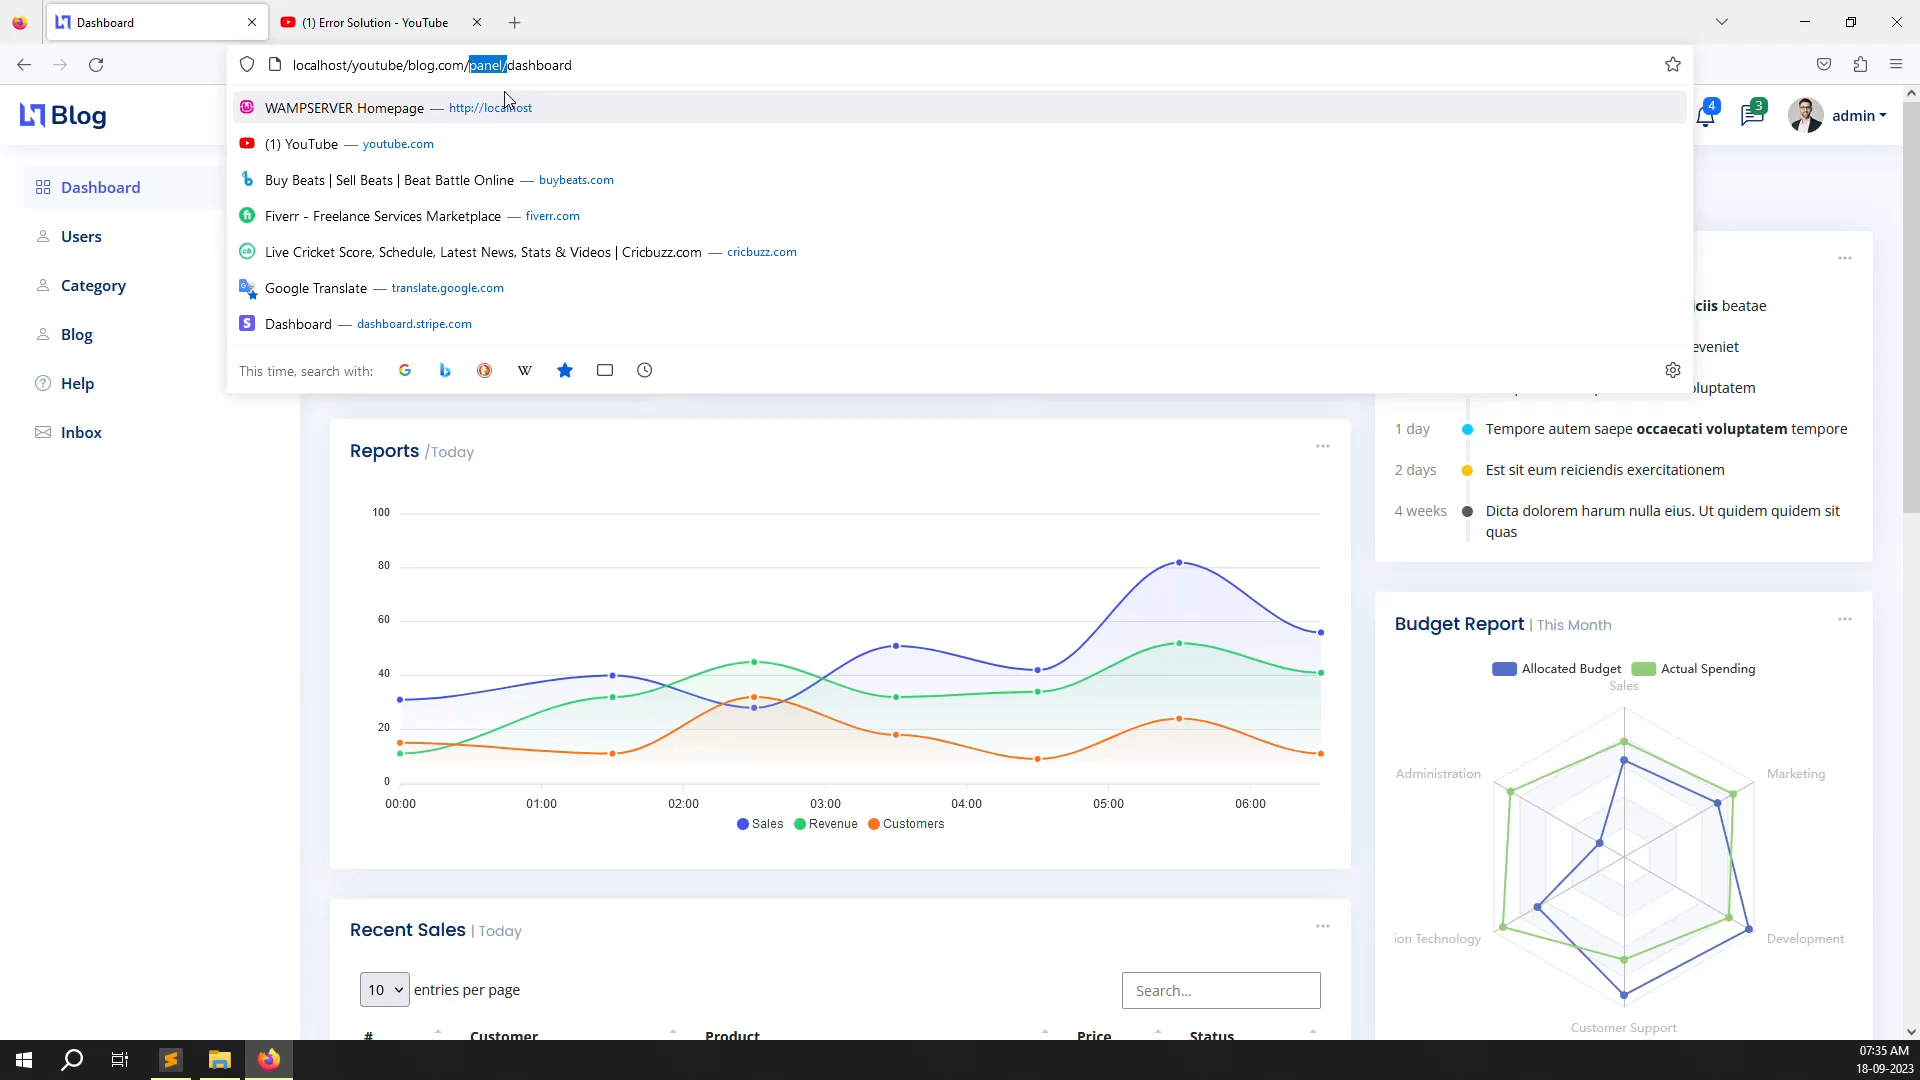 Dashboard
(1) Error Solution - YouTube
localhost/youtube/blog.com/panel/dashboard
WAMPSERVER Homepage — http://localhost
(1) YouTube — youtube.com
Buy Beats | Sell Beats | Beat Battle Online — buybeats.com
Fiverr - Freelance Services Marketplace — fiverr.com
Live Cricket Score, Schedule, Latest News, Stats & Videos | Cricbuzz.com — cricbuzz.com
Google Translate — translate.google.com
Dashboard — dashboard.stripe.com
This time, search with:
Blog
4
3
admin
Dashboard
Users
Category
Blog
Help
Inbox
beatae
eveniet
1 day Tempore autem saepe occaecati voluptatem tempore
2 days Est sit eum reiciendis exercitationem
4 weeks Dicta dolorem harum nulla eius. Ut quidem quidem sit
quas
Reports /Today
100
80
60
40
20
0
00:00 01:00 02:00 03:00 04:00 05:00 06:00
Sales Revenue Customers
Budget Report | This Month
Allocated Budget Actual Spending
Sales
Administration
Marketing
ion Technology
Development
Customer Support
Recent Sales | Today
10 entries per page
Search...
# Customer Product Price Status
07:35 AM
18-09-2023